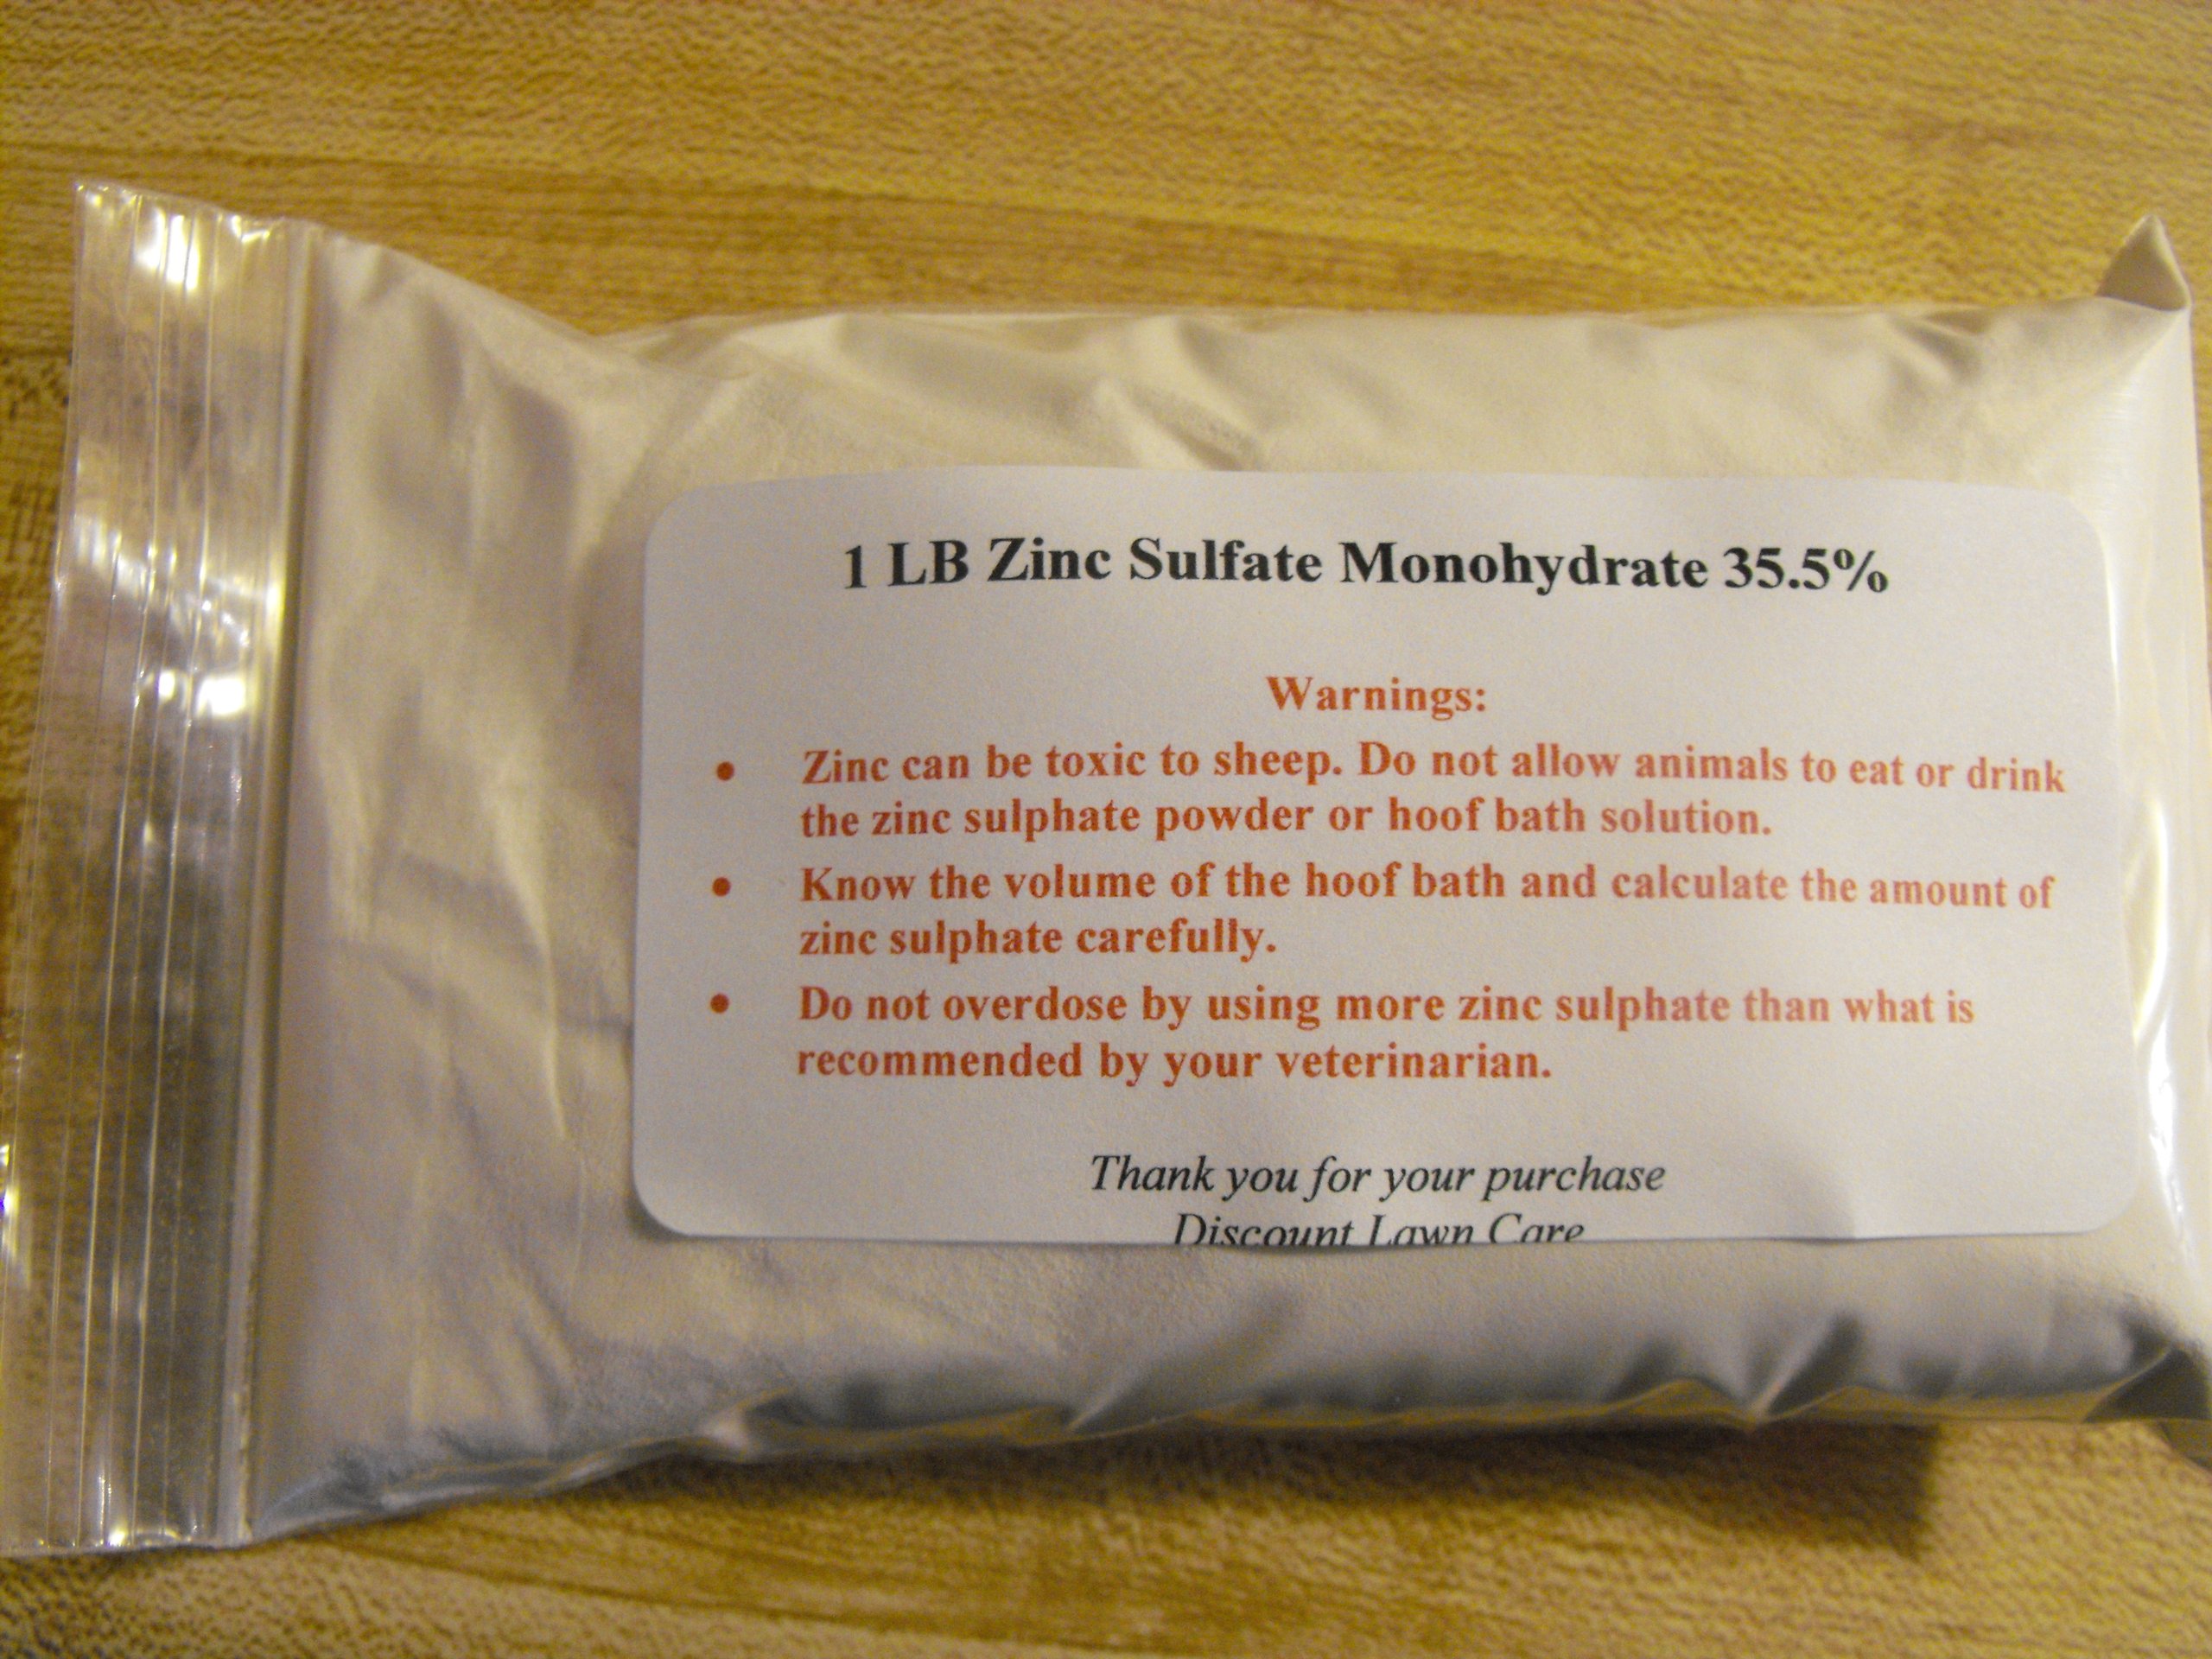 1 LB Zinc Sulfate Monohydrate 35.5%
Warnings:
• Zinc can be toxic to sheep. Do not allow animals to eat or drink
the zinc sulphate powder or hoof bath solution.
• Know the volume of the hoof bath and calculate the amount of
zinc sulphate carefully.
• Do not overdose by using more zinc sulphate than what is
recommended by your veterinarian.
Thank you for your purchase
Discount Lawn Care